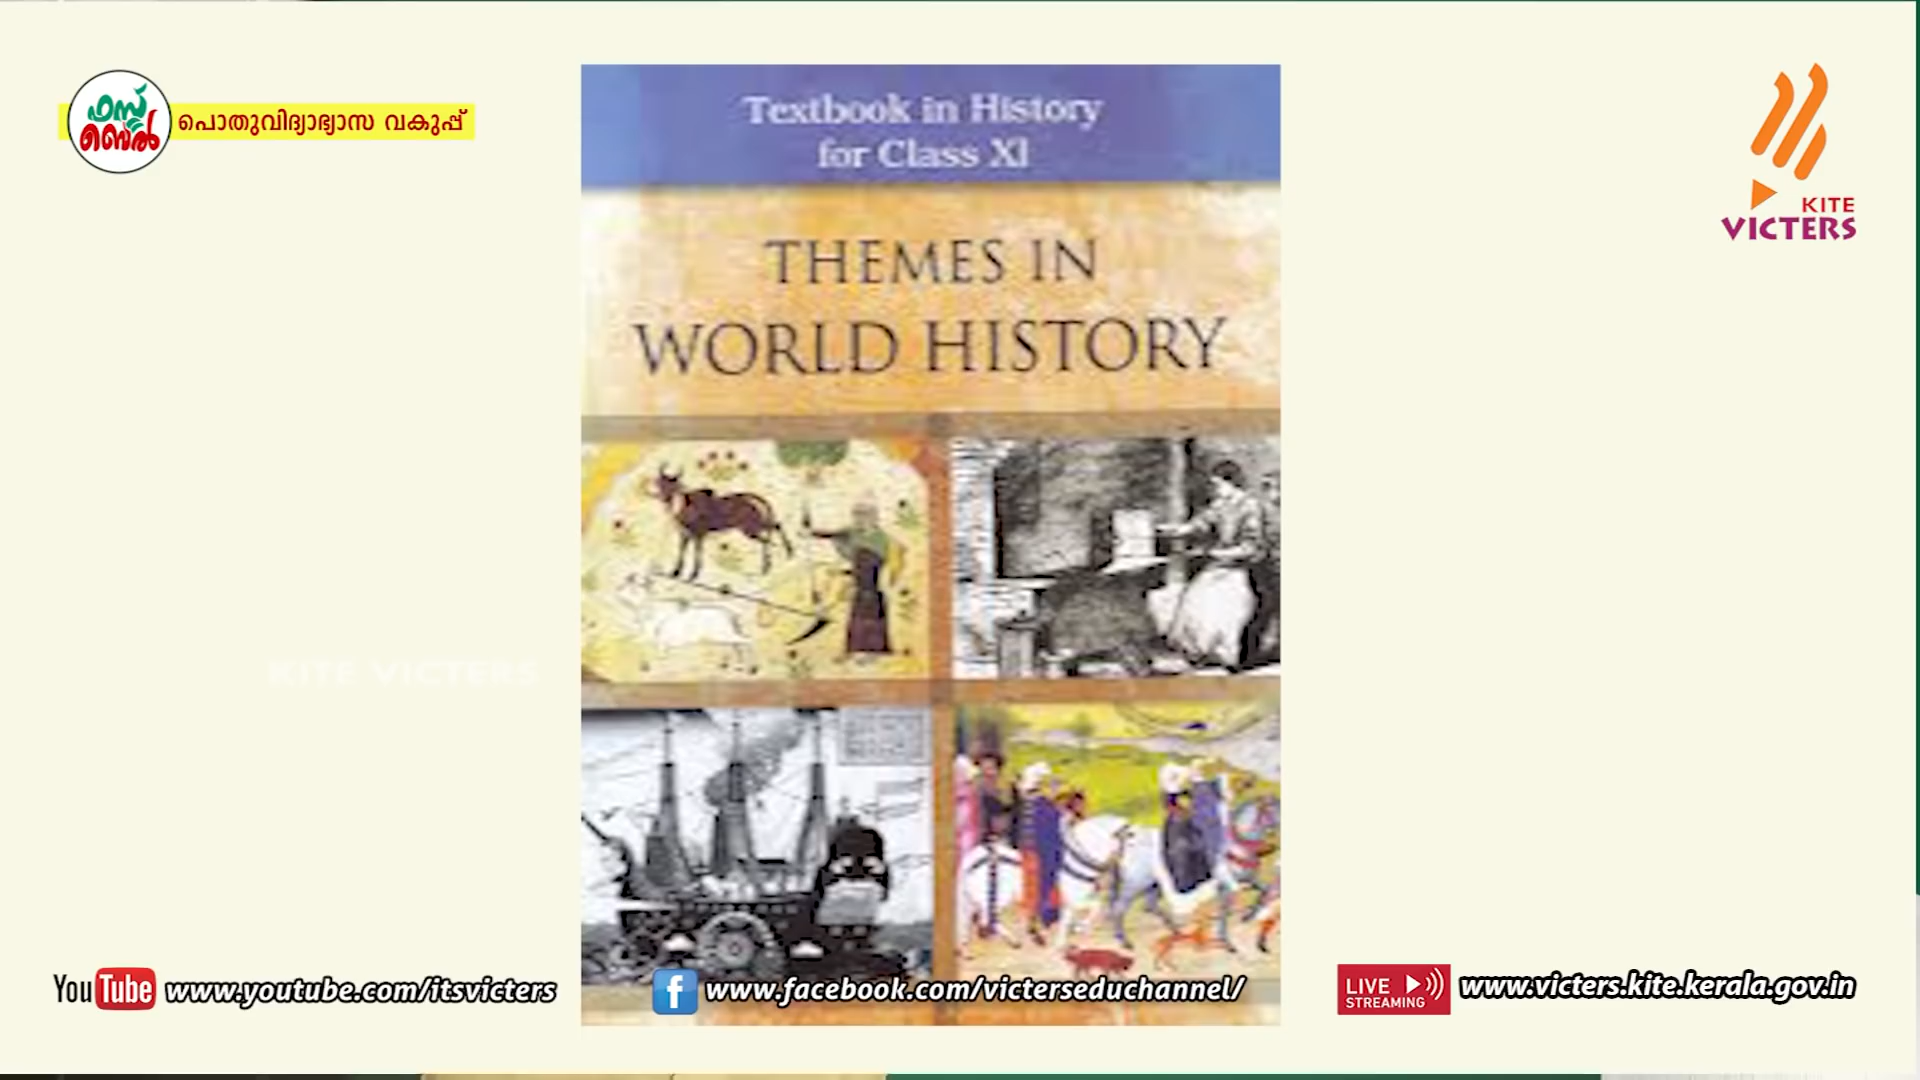 ഫസ്റ്റ്
ബെൽ
പൊതുവിദ്യാഭ്യാസ വകുപ്പ്
Textbook in History
for Class XI
THEMES IN
WORLD HISTORY
KITE
VICTERS
KITE VICTERS
YouTube www.youtube.com/itsvicters
f www.facebook.com/victerseduchannel/
LIVE
STREAMING
www.victers.kite.kerala.gov.in